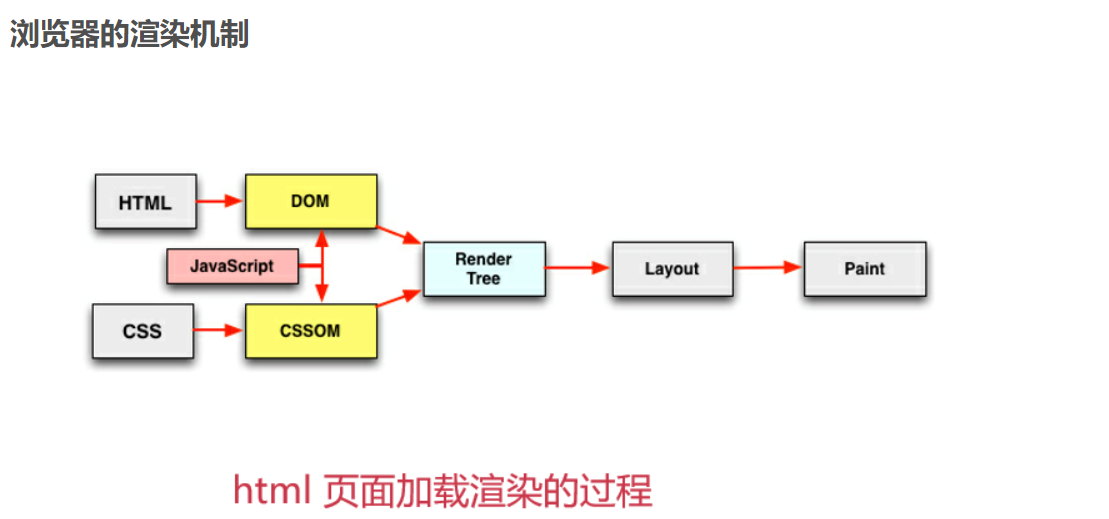 浏览器的渲染机制
HTML
DOM
JavaScript
CSS
CSSOM
Render
Tree
Layout
Paint
html 页面加载渲染的过程